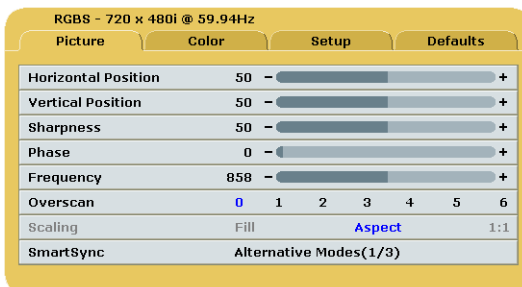 RGBS - 720 x 480i @ 59.94Hz
Picture Color Setup Defaults
Horizontal Position 50 - +
Vertical Position 50 - +
Sharpness 50 - +
Phase 0 - +
Frequency 858 - +
Overscan 0 1 2 3 4 5 6
Scaling Fill Aspect 1:1
SmartSync Alternative Modes(1/3)